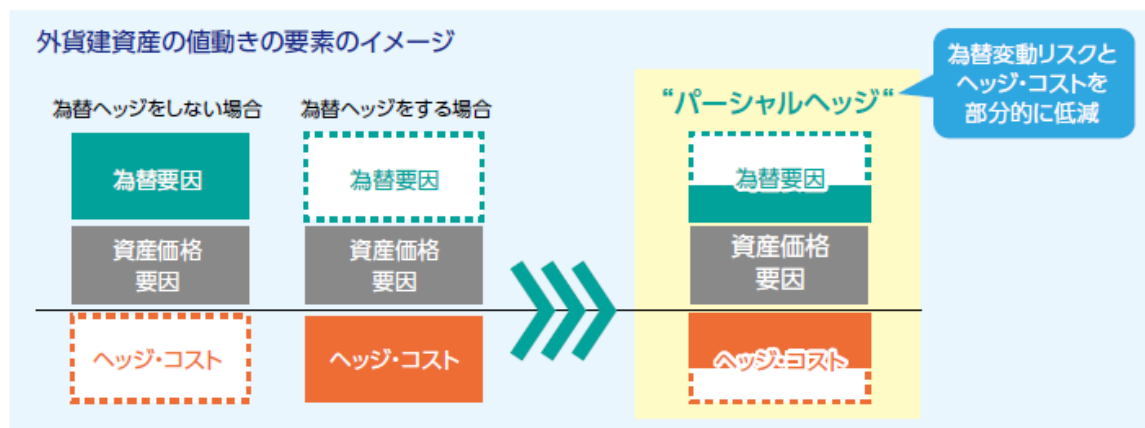 外貨建資産の値動きの要素のイメージ
為替ヘッジをしない場合
為替要因
資産価格
要因
ヘッジ・コスト
為替ヘッジをする場合
為替要因
資産価格
要因
ヘッジ・コスト
“パーシャルヘッジ“
為替要因
資産価格
要因
ヘッジ・コスト
為替変動リスクと
ヘッジ・コストを
部分的に低減